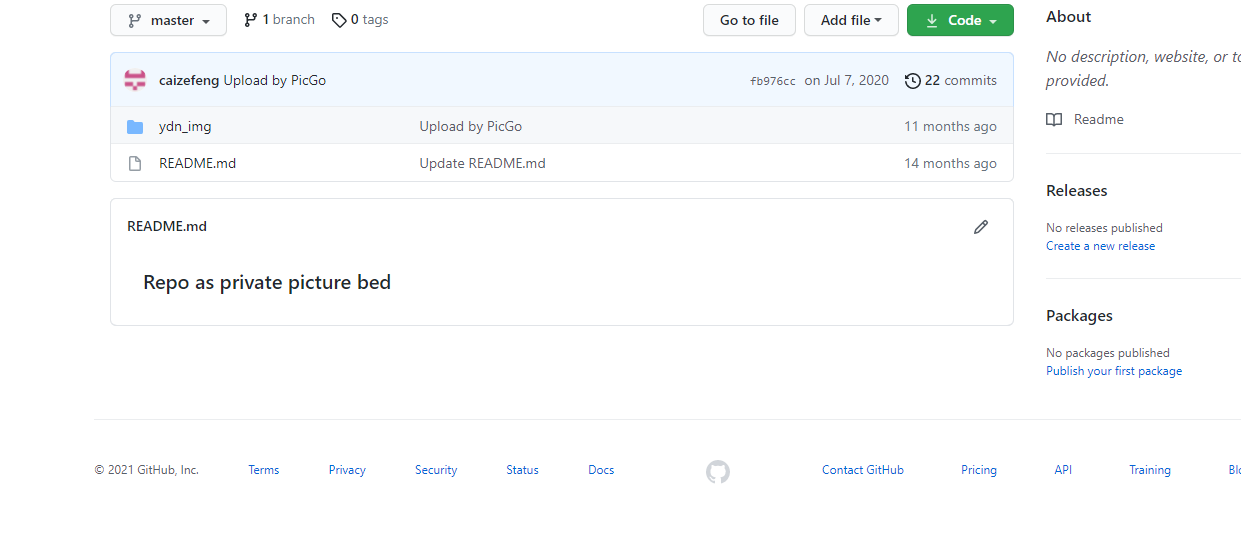 master
1 branch
0 tags
Go to file
Add file
Code
caizefeng Upload by PicGo
fb976cc on Jul 7, 2020
22 commits
ydn_img
Upload by PicGo
11 months ago
README.md
Update README.md
14 months ago
README.md
Repo as private picture bed
About
No description, website, or
provided.
Readme
Releases
No releases published
Create a new release
Packages
No packages published
Publish your first package
© 2021 GitHub, Inc.
Terms
Privacy
Security
Status
Docs
Contact GitHub
Pricing
API
Training